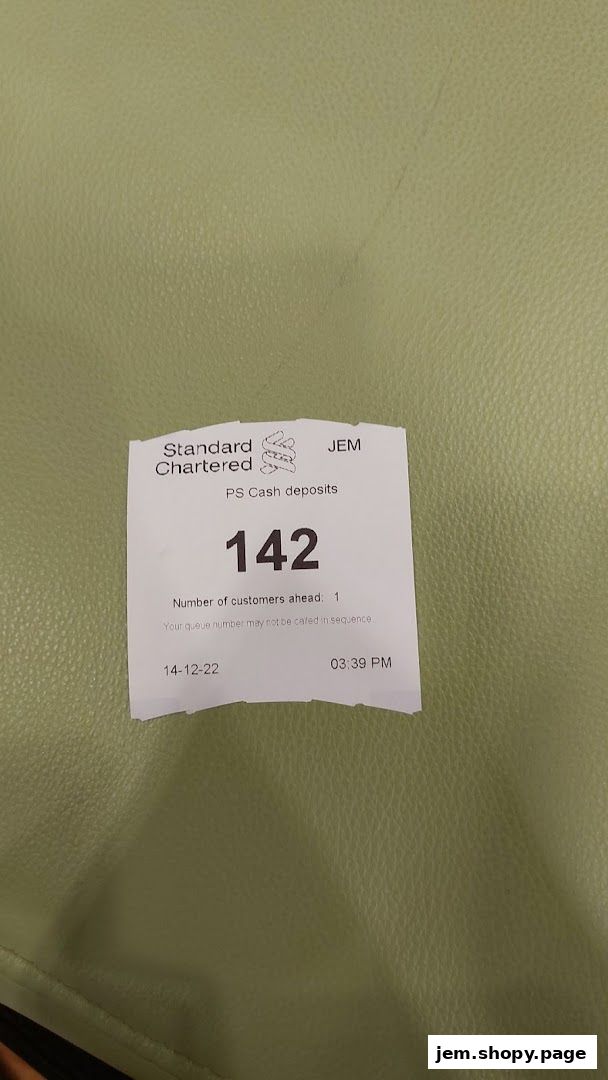 Standard
Chartered
JEM
PS Cash deposits
142
Number of customers ahead: 1
Your queue number may not be called in sequence.
14-12-22
03:39 PM
jem.shopy.page